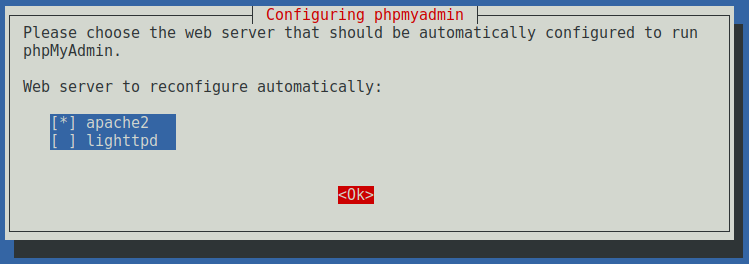 Configuring phpmyadmin
Please choose the web server that should be automatically configured to run
phpMyAdmin.
Web server to reconfigure automatically:
[*] apache2
[ ] lighttpd
<Ok>